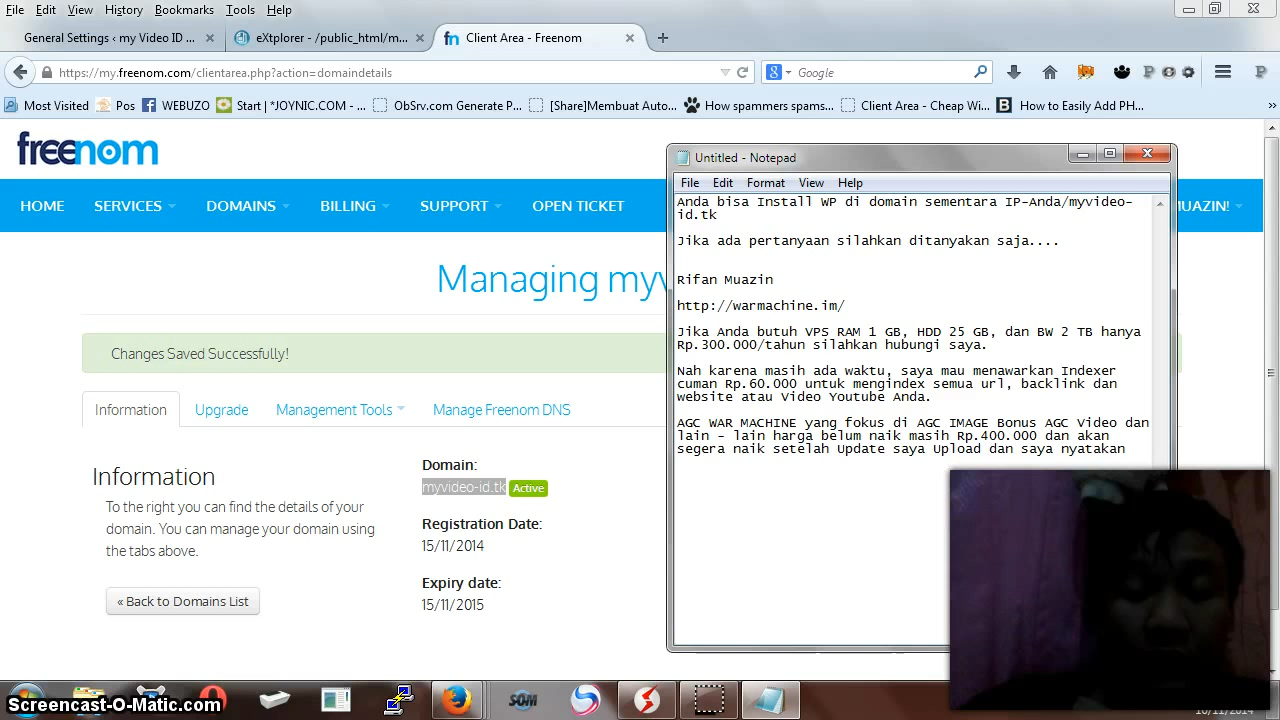 File Edit View History Bookmarks Tools Help
General Settings ‹ my Video ID ...
eXtplorer - /public_html/m...
Client Area - Freenom
https://my.freenom.com/clientarea.php?action=domaindetails
Google
Most Visited
Pos
WEBUZO
Start | *JOYNIC.COM - ...
ObSrv.com Generate P...
[Share]Membuat Auto...
How spammers spams...
Client Area - Cheap Wi...
How to Easily Add PH...
freenom
HOME SERVICES DOMAINS BILLING SUPPORT OPEN TICKET
MUAZIN!
Managing myv
Changes Saved Successfully!
Information Upgrade Management Tools Manage Freenom DNS
Information
To the right you can find the details of your
domain. You can manage your domain using
the tabs above.
« Back to Domains List
Domain:
myvideo-id.tk Active
Registration Date:
15/11/2014
Expiry date:
15/11/2015
Untitled - Notepad
File Edit Format View Help
Anda bisa Install WP di domain sementara IP-Anda/myvideo-
id.tk
Jika ada pertanyaan silahkan ditanyakan saja....
Rifan Muazin
http://warmachine.im/
Jika Anda butuh VPS RAM 1 GB, HDD 25 GB, dan BW 2 TB hanya
Rp.300.000/tahun silahkan hubungi saya.
Nah karena masih ada waktu, saya mau menawarkan Indexer
cuman Rp.60.000 untuk mengindex semua url, backlink dan
website atau Video Youtube Anda.
AGC WAR MACHINE yang fokus di AGC IMAGE Bonus AGC Video dan
lain - lain harga belum naik masih Rp.400.000 dan akan
segera naik setelah Update saya Upload dan saya nyatakan
SOM
Screencast-O-Matic.com